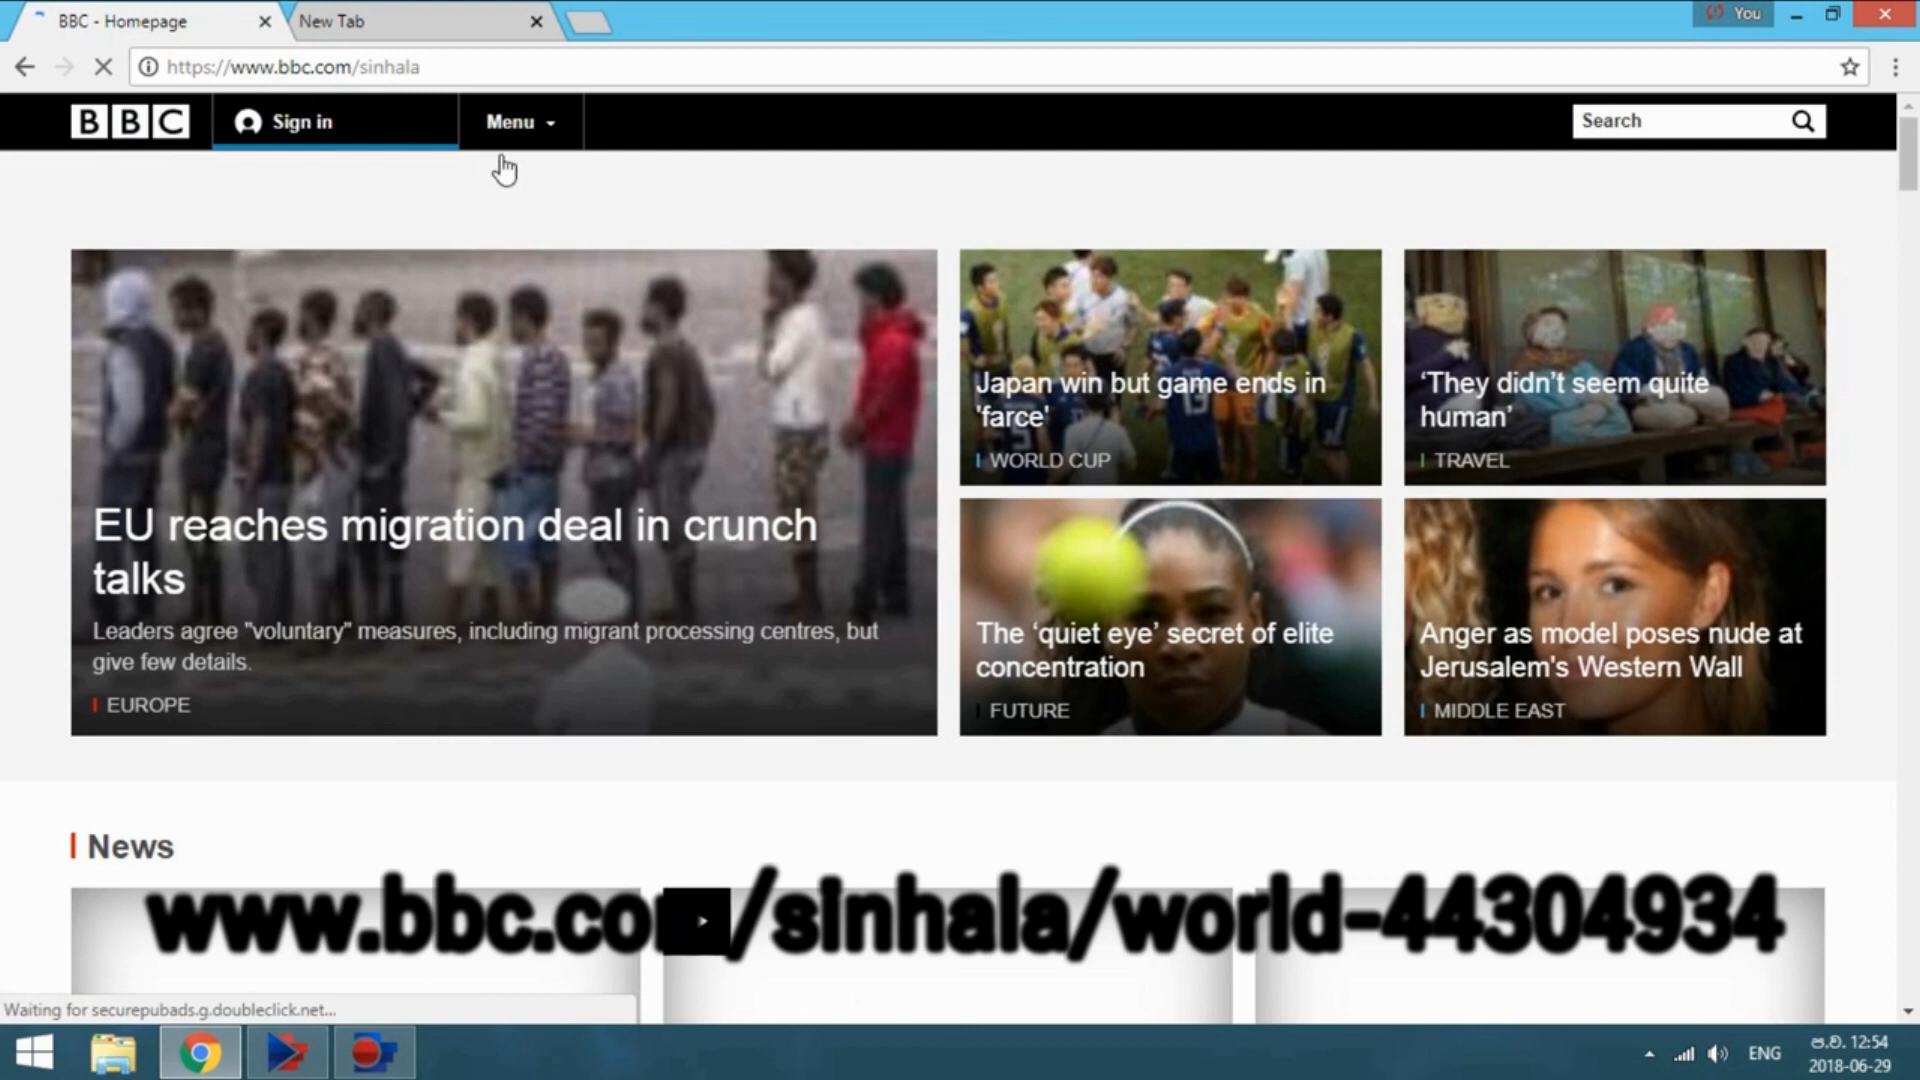 BBC - Homepage
New Tab
You
https://www.bbc.com/sinhala
BBC
Sign in
Menu
Search
EU reaches migration deal in crunch
talks
Leaders agree "voluntary" measures, including migrant processing centres, but
give few details.
EUROPE
Japan win but game ends in
'farce'
WORLD CUP
‘They didn’t seem quite
human’
TRAVEL
The ‘quiet eye’ secret of elite
concentration
FUTURE
Anger as model poses nude at
Jerusalem's Western Wall
MIDDLE EAST
News
www.bbc.com/sinhala/world-44304934
Waiting for securepubads.g.doubleclick.net...
ENG
ප.ව. 12:54
2018-06-29